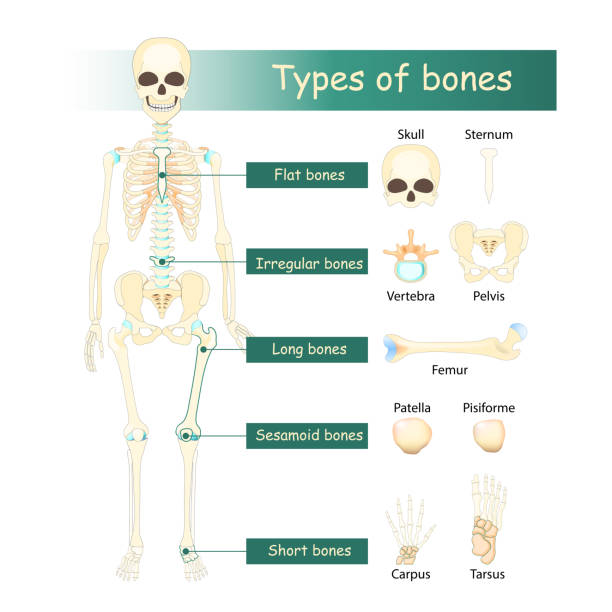 Types of bones
Skull Sternum
Flat bones
Irregular bones
Vertebra Pelvis
Long bones
Femur
Patella Pisiforme
Sesamoid bones
Short bones
Carpus Tarsus